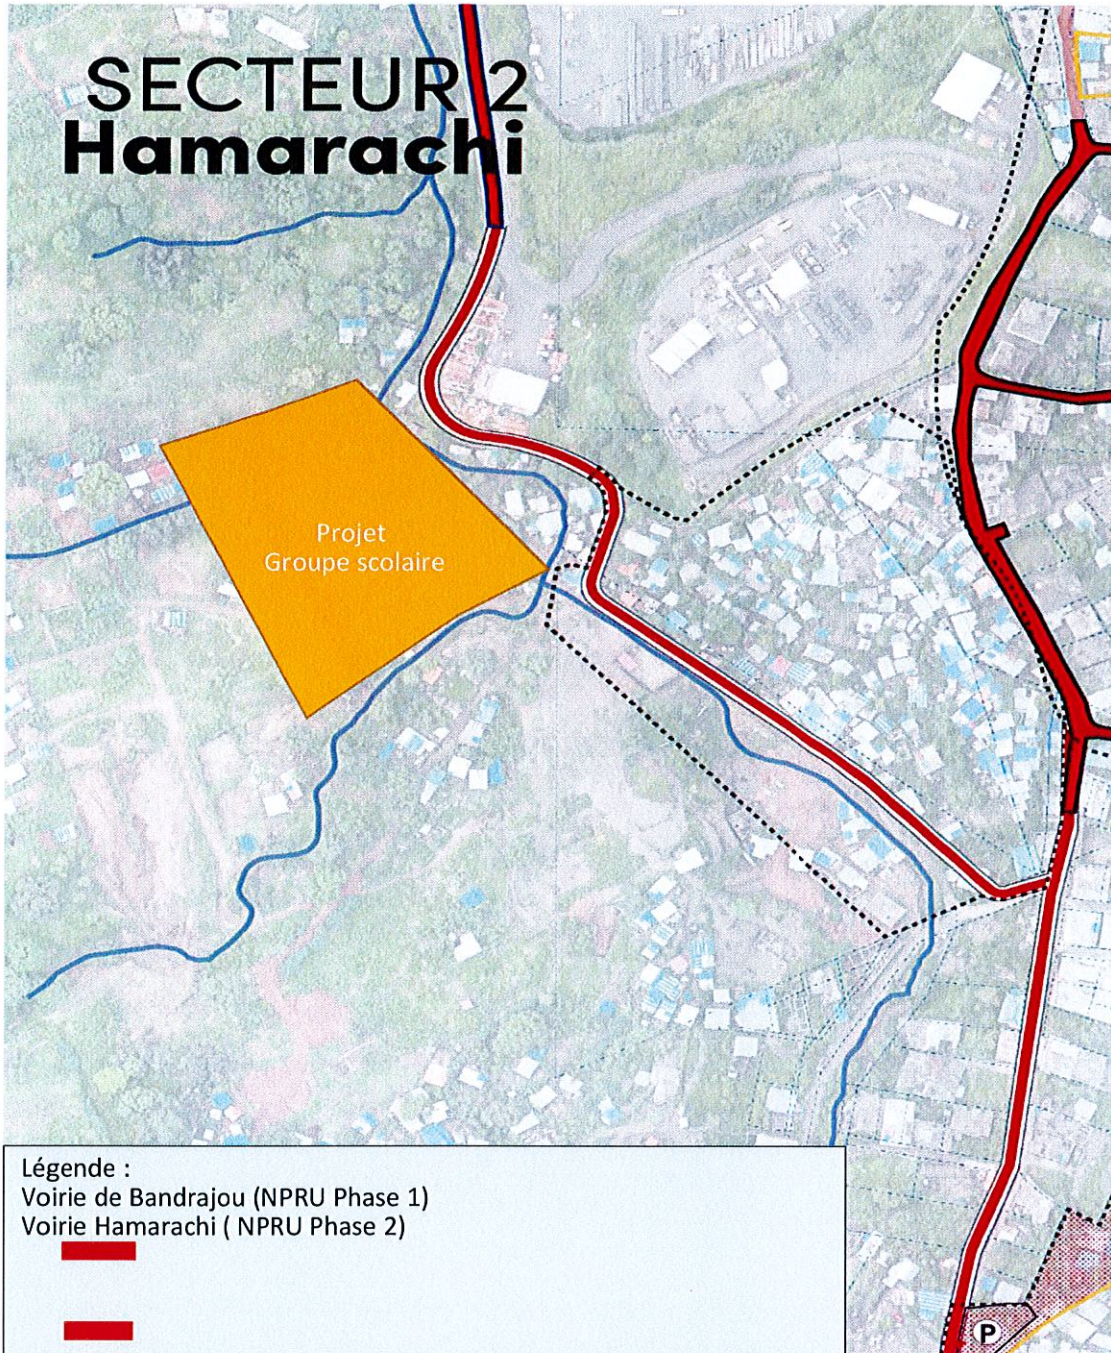 SECTEUR 2
Hamarachi
Projet
Groupe scolaire
Légende :
Voirie de Bandrajou (NPRU Phase 1)
Voirie Hamarachi ( NPRU Phase 2)
P